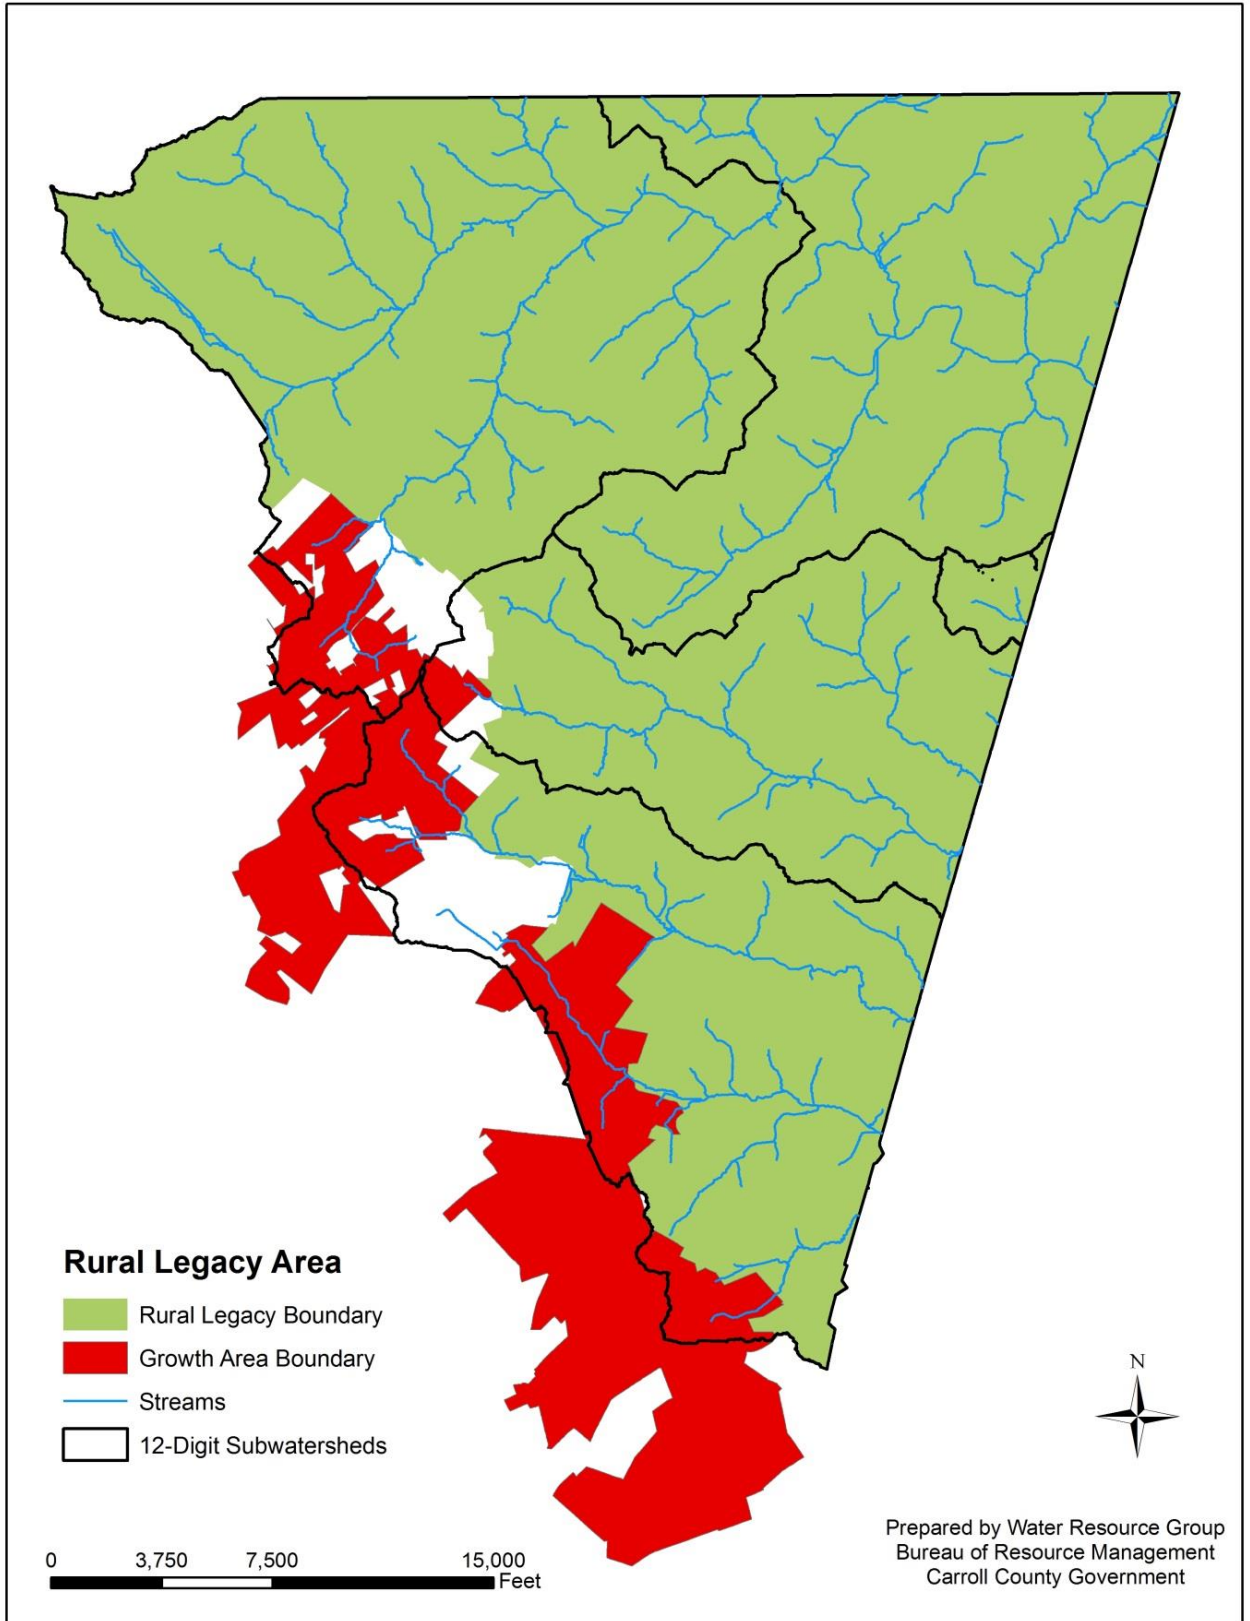 Rural Legacy Area
Rural Legacy Boundary
Growth Area Boundary
Streams
12-Digit Subwatersheds
0 3,750 7,500 15,000
Feet
N
Prepared by Water Resource Group
Bureau of Resource Management
Carroll County Government